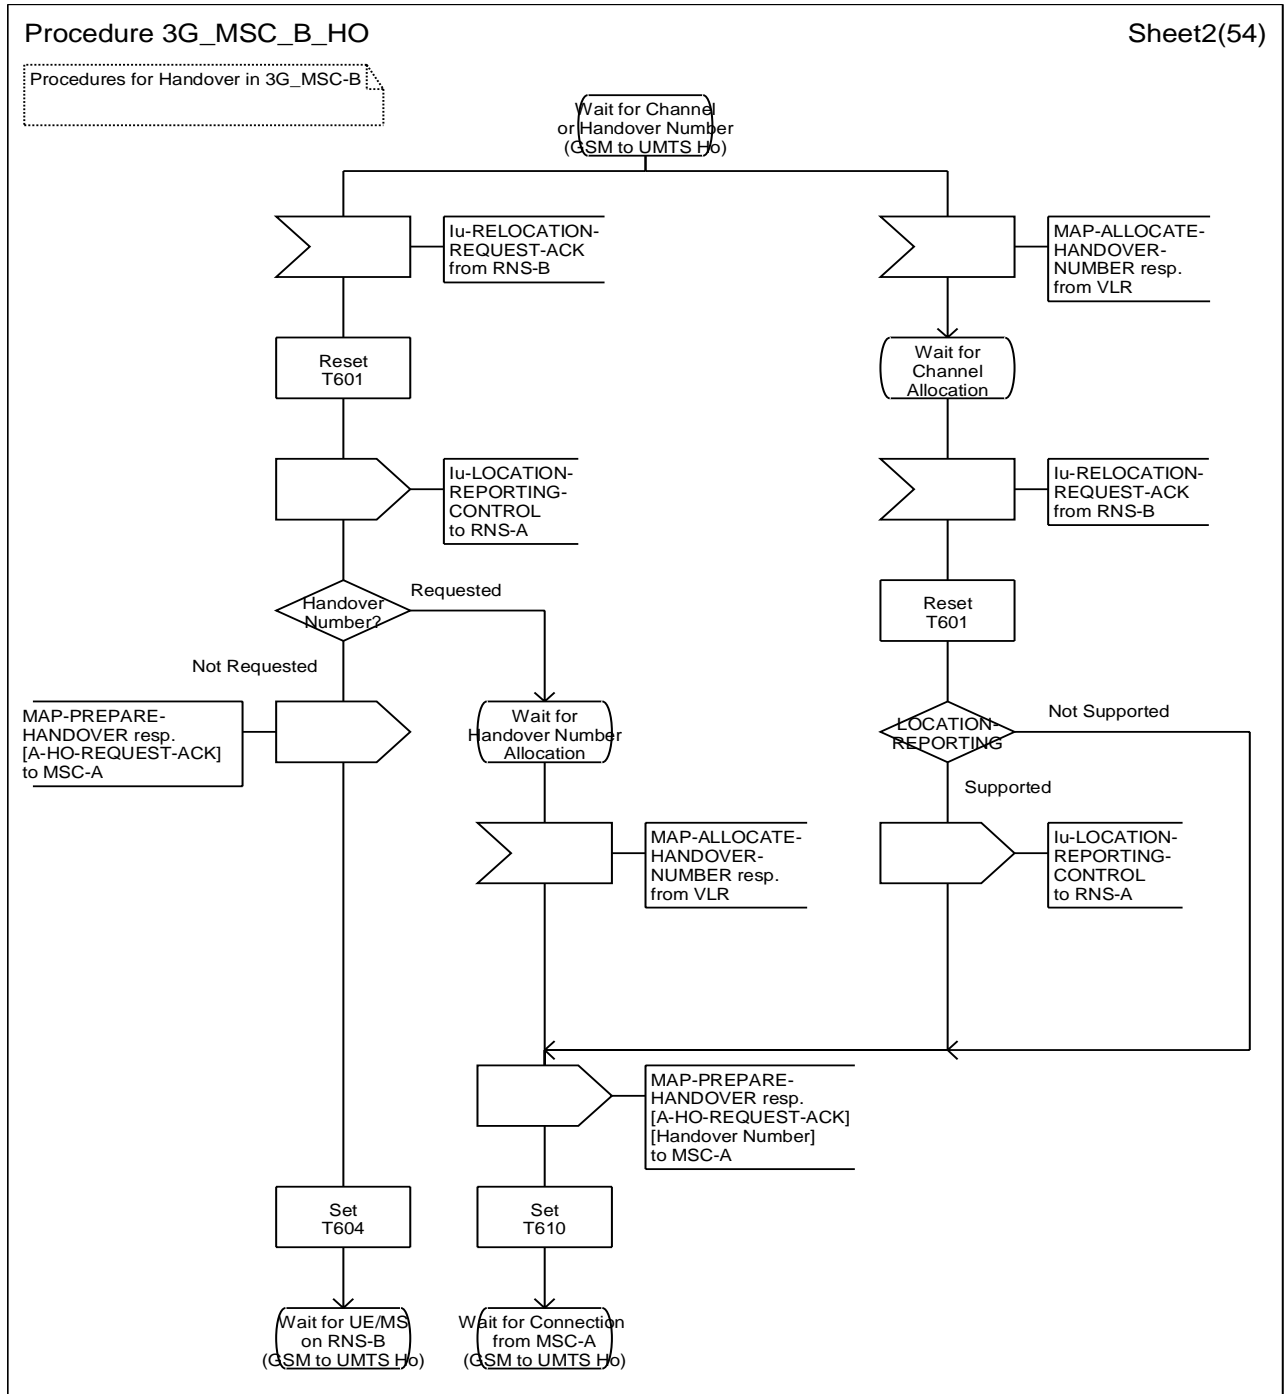 Procedure 3G_MSC_B_HO
Sheet2(54)
Procedures for Handover in 3G_MSC-B
Wait for Channel
or Handover Number
(GSM to UMTS Ho)
Iu-RELOCATION-
REQUEST-ACK
from RNS-B
MAP-ALLOCATE-
HANDOVER-
NUMBER resp.
from VLR
Reset
T601
Wait for
Channel
Allocation
Iu-LOCATION-
REPORTING-
CONTROL
to RNS-A
Iu-RELOCATION-
REQUEST-ACK
from RNS-B
Handover
Number?
Requested
Not Requested
Reset
T601
MAP-PREPARE-
HANDOVER resp.
[A-HO-REQUEST-ACK]
to MSC-A
Wait for
Handover Number
Allocation
LOCATION-
REPORTING
Not Supported
Supported
MAP-ALLOCATE-
HANDOVER-
NUMBER resp.
from VLR
Iu-LOCATION-
REPORTING-
CONTROL
to RNS-A
MAP-PREPARE-
HANDOVER resp.
[A-HO-REQUEST-ACK]
[Handover Number]
to MSC-A
Set
T604
Set
T610
Wait for UE/MS
on RNS-B
(GSM to UMTS Ho)
Wait for Connection
from MSC-A
(GSM to UMTS Ho)